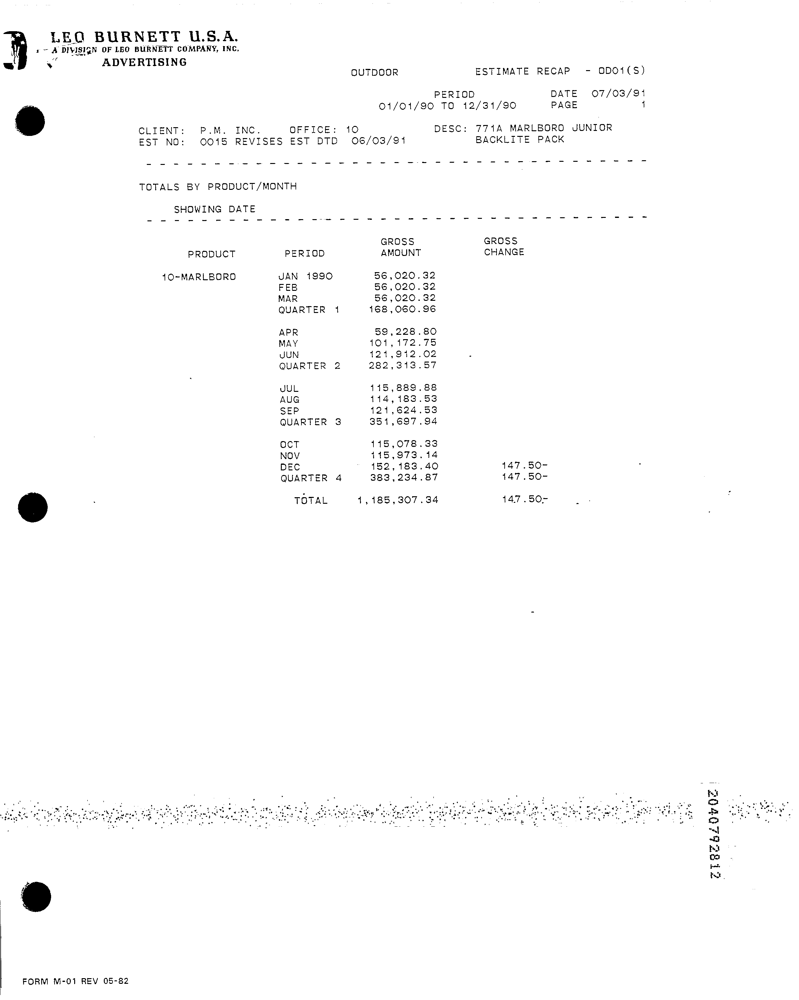 LEO BURNETT U.S.A.
A DIVISION OF LEO BURNETT COMPANY, INC.
ADVERTISING
OUTDOOR ESTIMATE RECAP - OD01(S)
PERIOD DATE 07/03/91
01/01/90 TO 12/31/90 PAGE 1
CLIENT: P.M. INC. OFFICE: 10 DESC: 771A MARLBORO JUNIOR
EST NO: 0015 REVISES EST DTD 06/03/91 BACKLITE PACK
TOTALS BY PRODUCT/MONTH
SHOWING DATE
GROSS GROSS
PRODUCT PERIOD AMOUNT CHANGE
10-MARLBORO JAN 1990 56,020.32
FEB 56,020.32
MAR 56,020.32
QUARTER 1 168,060.96
APR 59,228.80
MAY 101,172.75
JUN 121,912.02
QUARTER 2 282,313.57
JUL 115,889.88
AUG 114,183.53
SEP 121,624.53
QUARTER 3 351,697.94
OCT 115,078.33
NOV 115,973.14
DEC 152,183.40 147.50-
QUARTER 4 383,234.87 147.50-
TOTAL 1,185,307.34 147.50-
2040792812
FORM M-01 REV 05-82